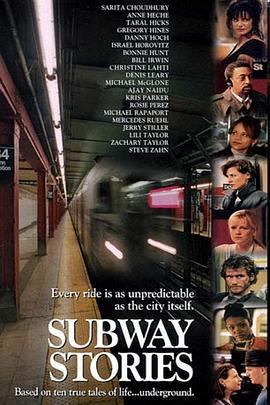 SARITA CHOUDHURY
ANNE HECHE
TARAL HICKS
GREGORY HINES
DANNY HOCH
ISRAEL HOROVITZ
BONNIE HUNT
BILL IRWIN
CHRISTINE LAHTI
DENIS LEARY
MICHAEL McGLONE
AJAY NAIDU
KRIS PARKER
ROSIE PEREZ
MICHAEL RAPAPORT
MERCEDES RUEHL
JERRY STILLER
LILI TAYLOR
ZACHARY TAYLOR
STEVE ZAHN
St
Every ride is as unpredictable
as the city itself.
SUBWAY
STORIES
Based on ten true tales of life...underground.